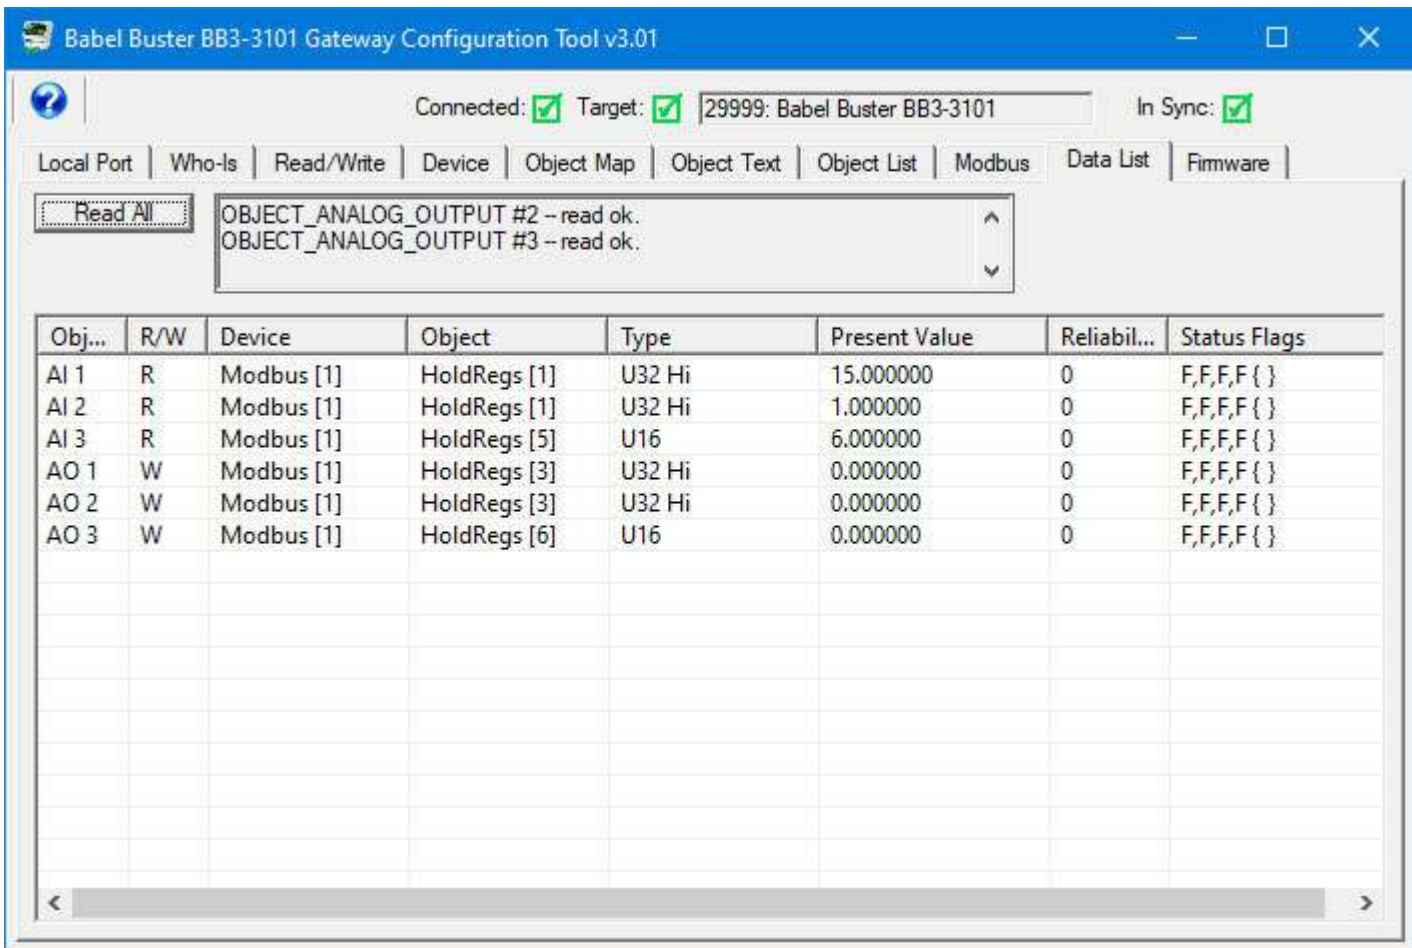 Babel Buster BB3-3101 Gateway Configuration Tool v3.01
Connected: Target: 29999: Babel Buster BB3-3101 In Sync:
Local Port Who-Is Read/Write Device Object Map Object Text Object List Modbus Data List Firmware
Read All
OBJECT_ANALOG_OUTPUT #2 -- read ok.
OBJECT_ANALOG_OUTPUT #3 -- read ok.
Obj... R/W Device Object Type Present Value Reliabil... Status Flags
AI 1 R Modbus [1] HoldRegs [1] U32 Hi 15.000000 0 F,F,F,F { }
AI 2 R Modbus [1] HoldRegs [1] U32 Hi 1.000000 0 F,F,F,F { }
AI 3 R Modbus [1] HoldRegs [5] U16 6.000000 0 F,F,F,F { }
AO 1 W Modbus [1] HoldRegs [3] U32 Hi 0.000000 0 F,F,F,F { }
AO 2 W Modbus [1] HoldRegs [3] U32 Hi 0.000000 0 F,F,F,F { }
AO 3 W Modbus [1] HoldRegs [6] U16 0.000000 0 F,F,F,F { }